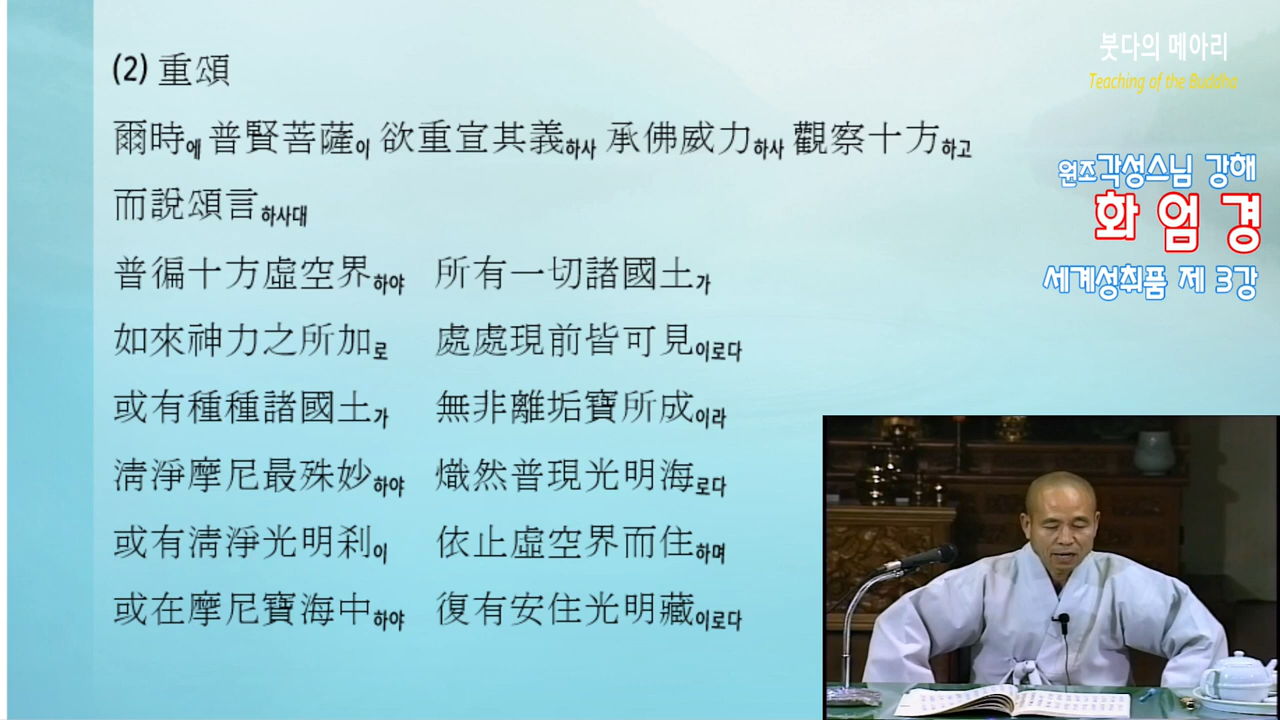 (2) 重頌
爾時에 普賢菩薩이 欲重宣其義하사 承佛威力하사 觀察十方하고
而說頌言하사대
普徧十方虛空界하야 所有一切諸國土가
如來神力之所加로 處處現前皆可見이로다
或有種種諸國土가 無非離垢寶所成이라
淸淨摩尼最殊妙하야 熾然普現光明海로다
或有淸淨光明刹이 依止虛空界而住하며
或在摩尼寶海中하야 復有安住光明藏이로다
붓다의 메아리
Teaching of the Buddha
원조각성스님 강해
화엄경
세계성취품 제 3강